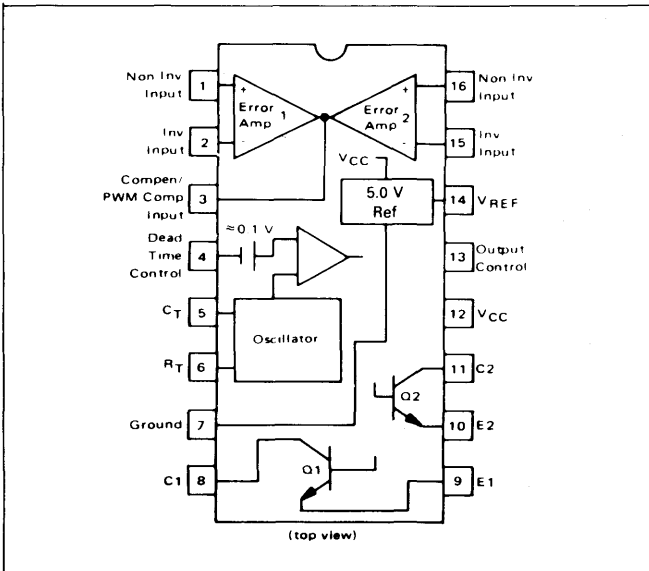 Non Inv
Input
1
+
Error
Amp 1
-
Inv
Input
2
Compen/
PWM Comp
Input
3
Dead
Time
Control
4
≈0.1 V
CT
5
RT
6
Oscillator
Ground
7
C1
8
Q1
+
Error
Amp 2
-
16
Non Inv
Input
15
Inv
Input
VCC
5.0 V
Ref
14
VREF
13
Output
Control
12
VCC
11
C2
Q2
10
E2
9
E1
(top view)